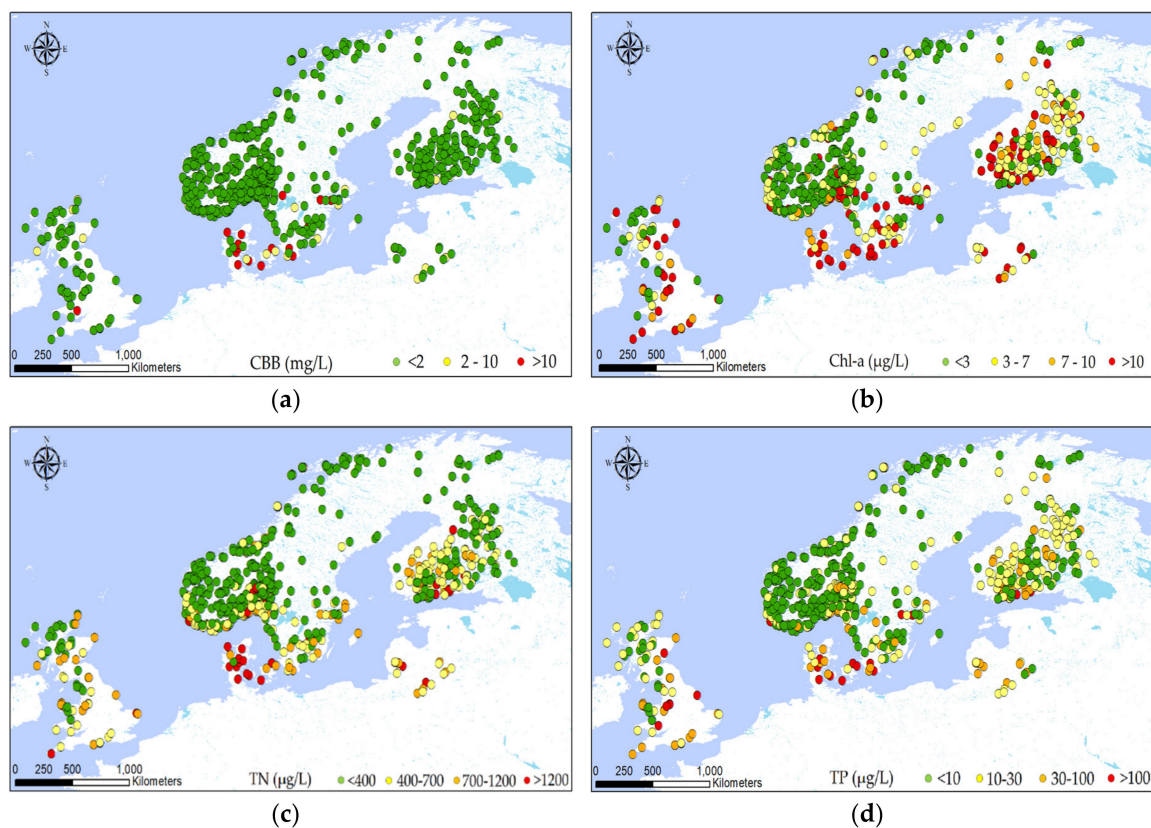 N
W E
S
0 250 500 1,000
Kilometers
CBB (mg/L) <2 2 - 10 >10
(a)
N
W E
S
0 250 500 1,000
Kilometers
Chl-a (µg/L) <3 3 - 7 7 - 10 >10
(b)
N
W E
S
0 250 500 1,000
Kilometers
TN (µg/L) <400 400-700 700-1200 >1200
(c)
N
W E
S
0 250 500 1,000
Kilometers
TP (µg/L) <10 10-30 30-100 >100
(d)